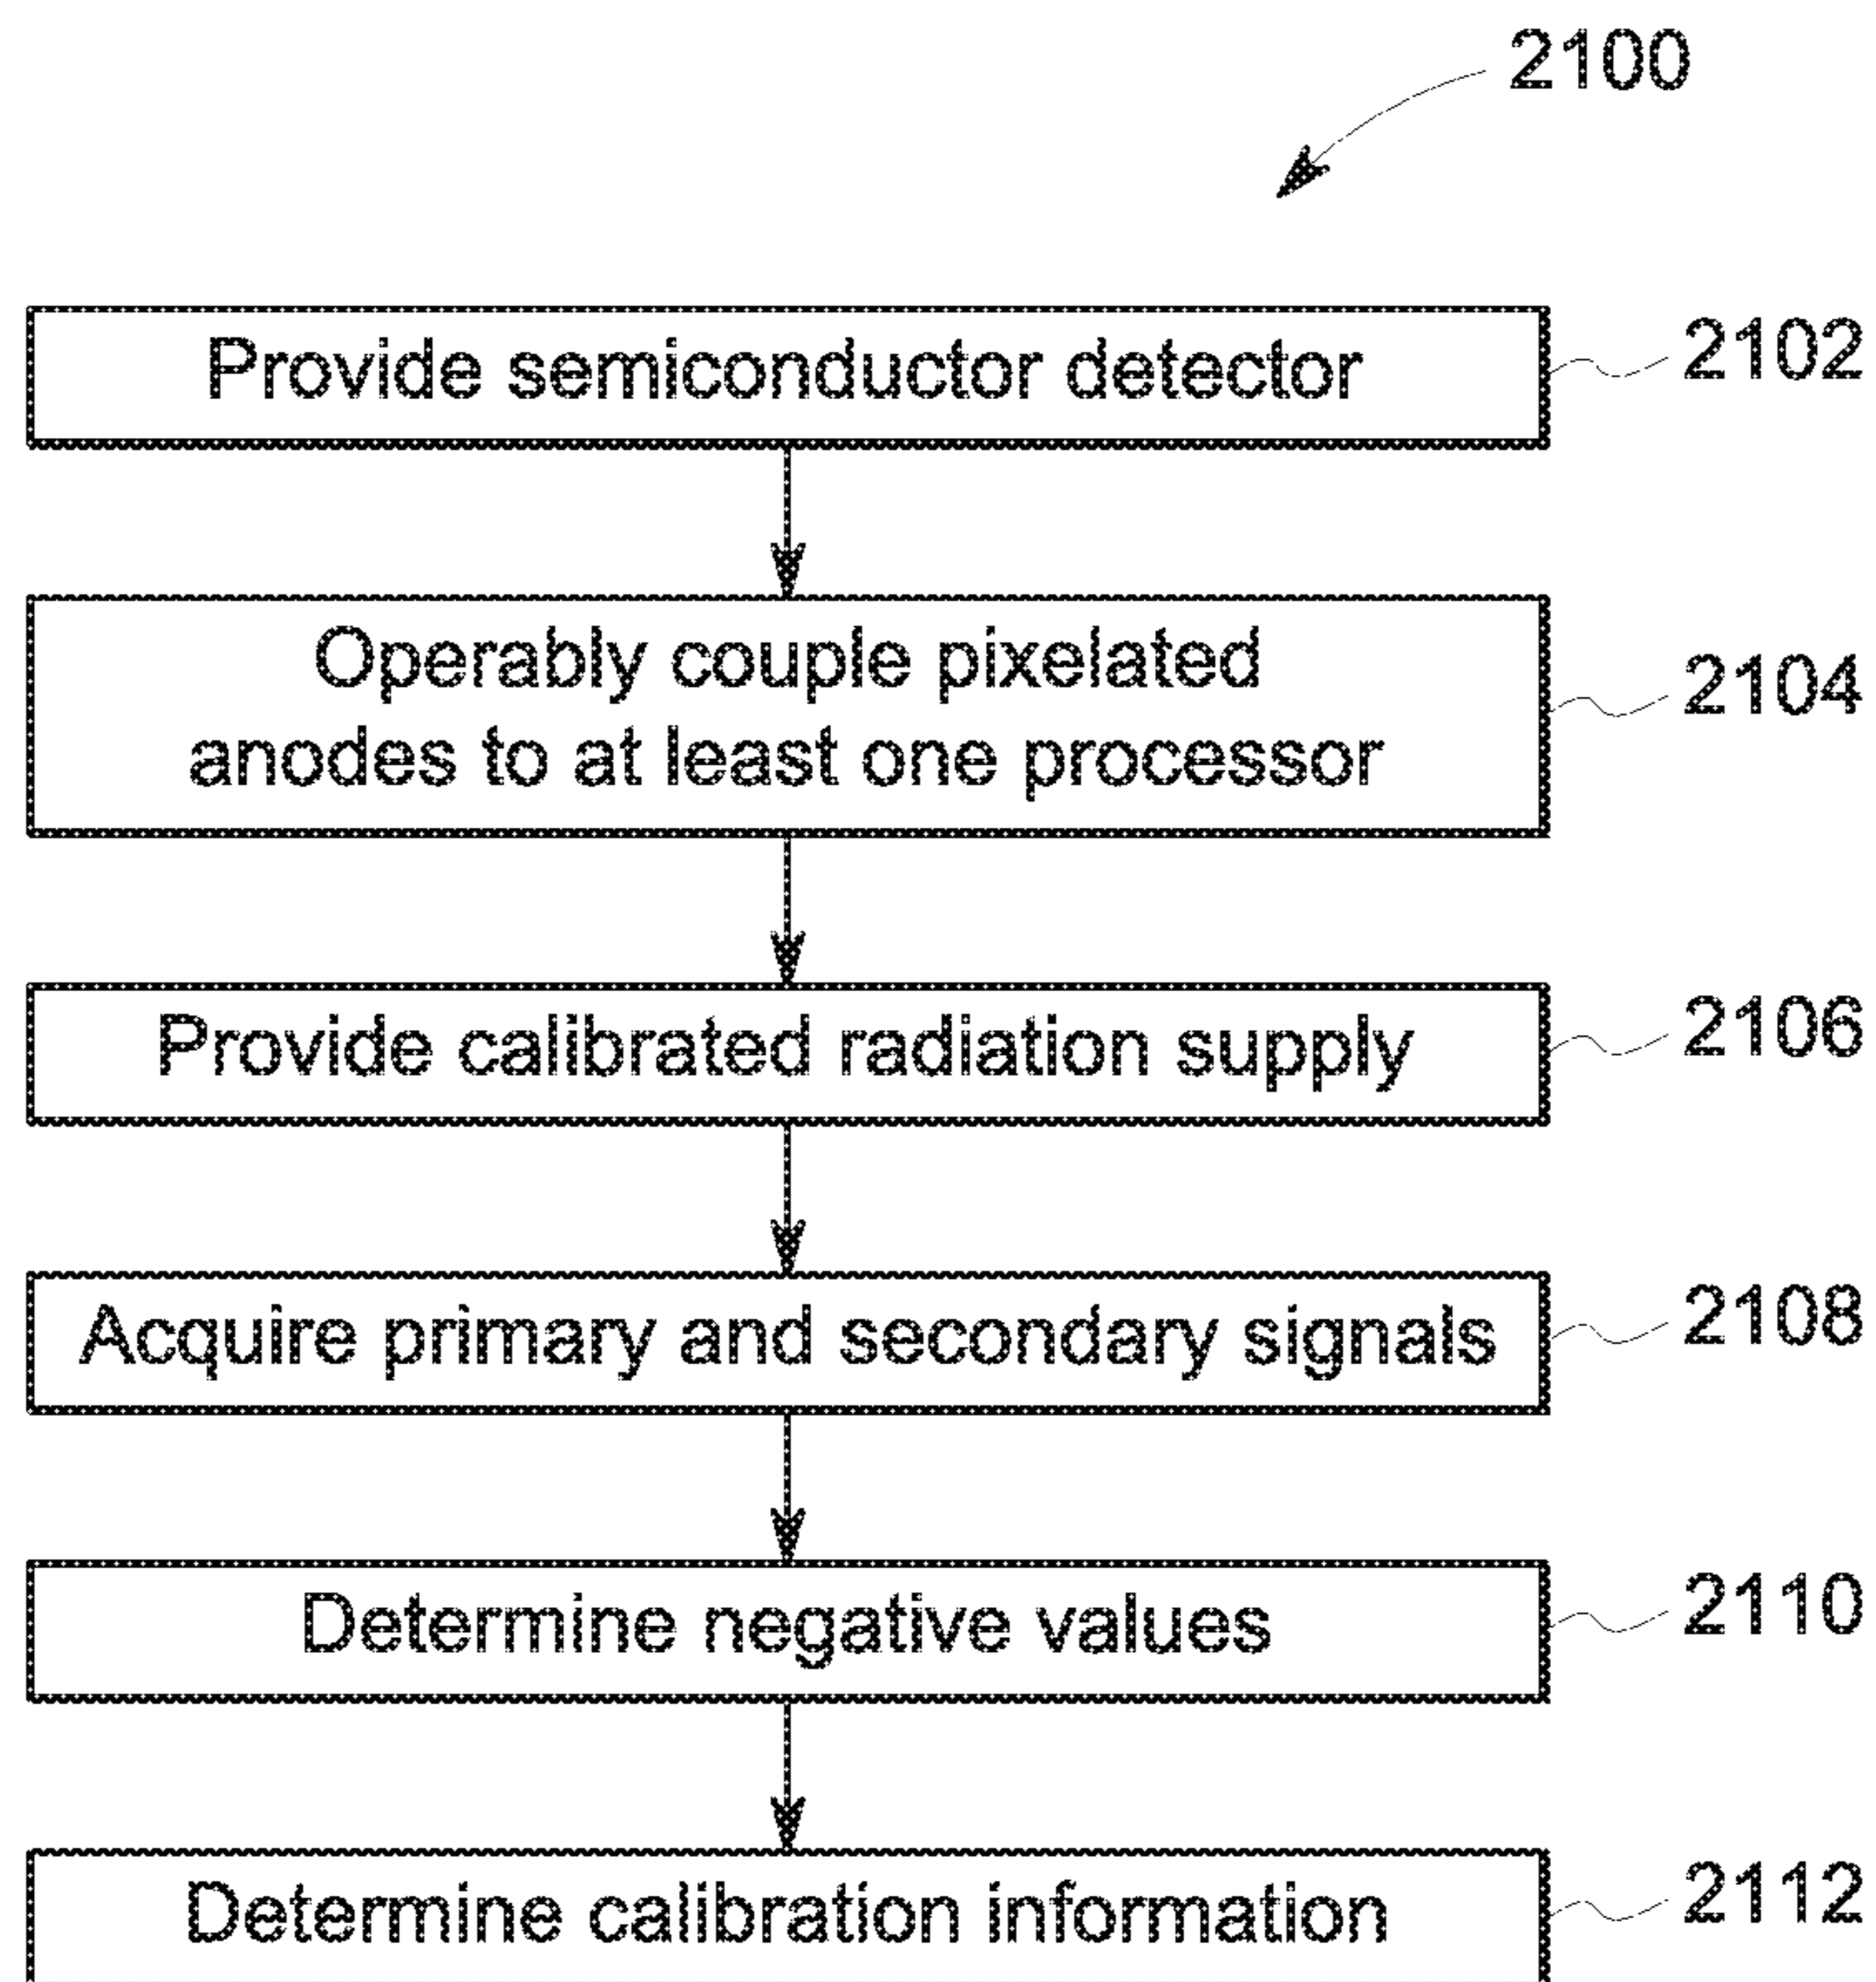 2100
Provide semiconductor detector
2102
Operably couple pixelated
anodes to at least one processor
2104
Provide calibrated radiation supply
2106
Acquire primary and secondary signals
2108
Determine negative values
2110
Determine calibration information
2112